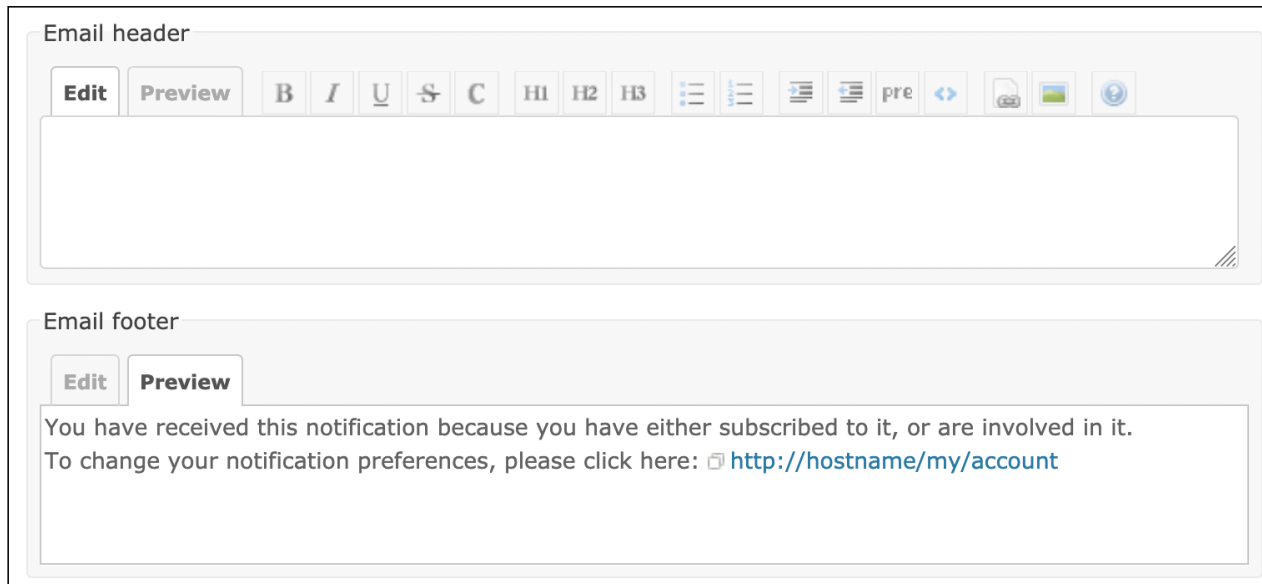 Email header
Edit Preview B I U S C H1 H2 H3 pre
Email footer
Edit Preview
You have received this notification because you have either subscribed to it, or are involved in it.
To change your notification preferences, please click here: http://hostname/my/account